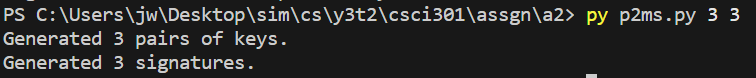 PS C:\Users\jw\Desktop\sim\cs\y3t2\csci301\assgn\a2> py p2ms.py 3 3
Generated 3 pairs of keys.
Generated 3 signatures.